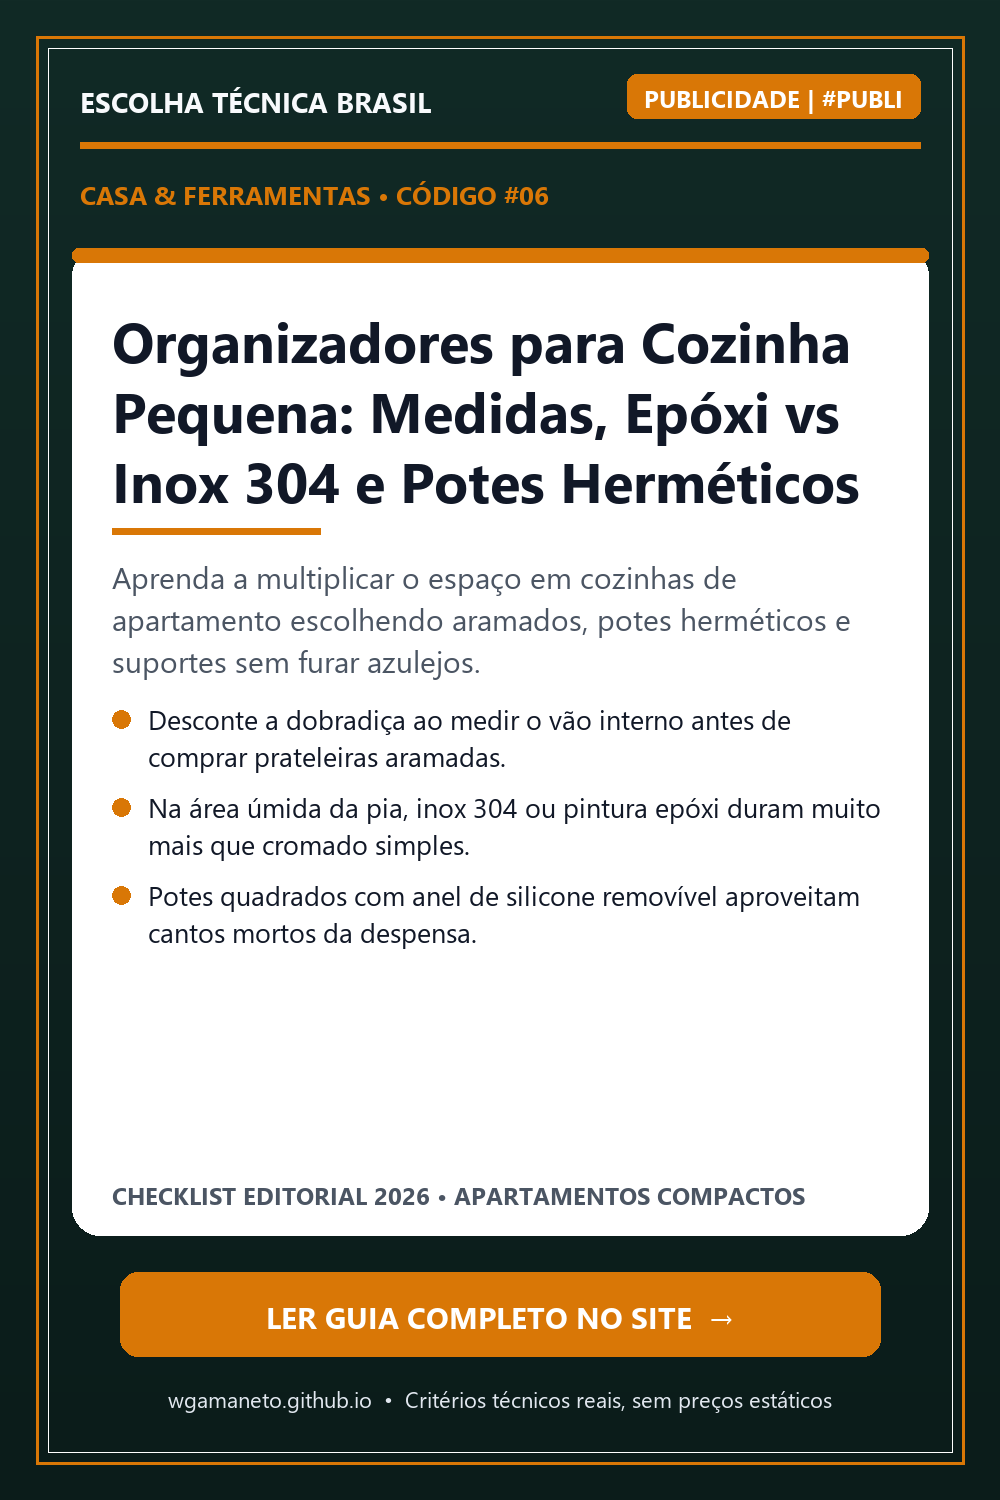 ESCOLHA TÉCNICA BRASIL
PUBLICIDADE | #PUBLI
CASA & FERRAMENTAS • CÓDIGO #06
Organizadores para Cozinha
Pequena: Medidas, Epóxi vs
Inox 304 e Potes Herméticos
Aprenda a multiplicar o espaço em cozinhas de
apartamento escolhendo aramados, potes herméticos e
suportes sem furar azulejos.
Desconte a dobradiça ao medir o vão interno antes de
comprar prateleiras aramadas.
Na área úmida da pia, inox 304 ou pintura epóxi duram muito
mais que cromado simples.
Potes quadrados com anel de silicone removível aproveitam
cantos mortos da despensa.
CHECKLIST EDITORIAL 2026 • APARTAMENTOS COMPACTOS
LER GUIA COMPLETO NO SITE →
wgamaneto.github.io • Critérios técnicos reais, sem preços estáticos